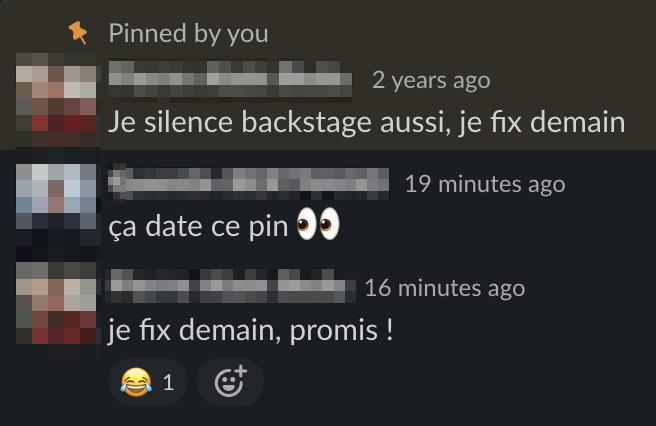 Pinned by you
2 years ago
Je silence backstage aussi, je fix demain
19 minutes ago
ça date ce pin 👀
16 minutes ago
je fix demain, promis !
😂 1